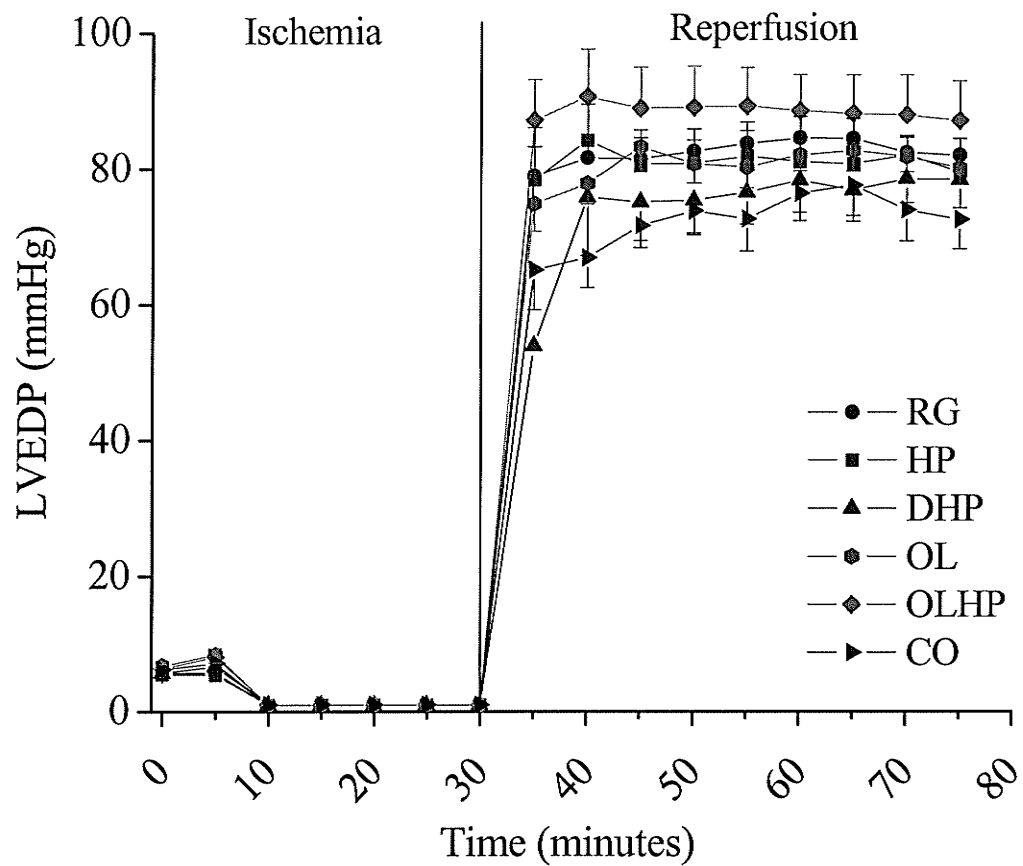 Ischemia
Reperfusion
LVEDP (mmHg)
100
80
60
40
20
0
RG
HP
DHP
OL
OLHP
CO
0 10 20 30 40 50 60 70 80
Time (minutes)